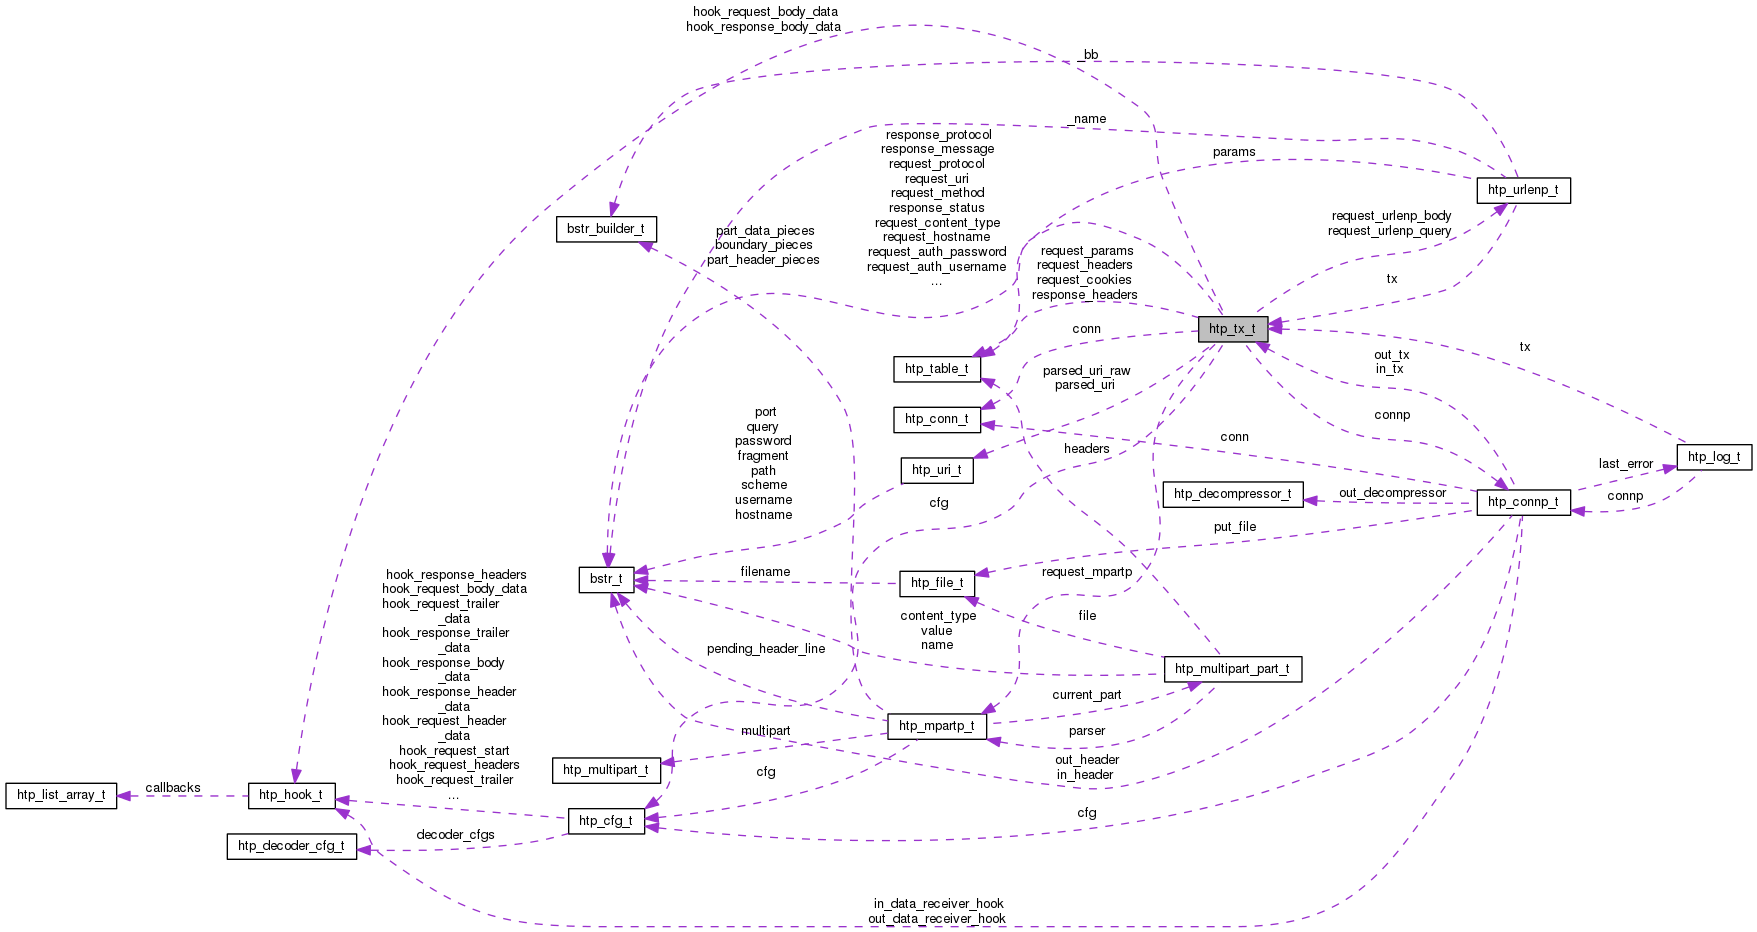 hook_request_body_data
hook_response_body_data
_bb
_name
response_protocol
response_message
request_protocol
request_uri
request_method
response_status
request_content_type
request_hostname
request_auth_password
request_auth_username
...
params
htp_urlenp_t
request_urlenp_body
request_urlenp_query
bstr_builder_t
part_data_pieces
boundary_pieces
part_header_pieces
request_params
request_headers
request_cookies
response_headers
tx
htp_tx_t
conn
tx
out_tx
in_tx
htp_table_t
parsed_uri_raw
parsed_uri
htp_conn_t
connp
port
query
password
fragment
path
scheme
username
hostname
conn
headers
htp_log_t
last_error
htp_uri_t
htp_decompressor_t
out_decompressor
htp_connp_t
connp
cfg
put_file
bstr_t
filename
htp_file_t
request_mpartp
hook_response_headers
hook_request_body_data
hook_request_trailer
_data
hook_response_trailer
_data
hook_response_body
_data
hook_response_header
_data
hook_request_header
_data
hook_request_start
hook_request_headers
hook_request_trailer
...
content_type
value
name
file
pending_header_line
htp_multipart_part_t
current_part
htp_mpartp_t
parser
multipart
htp_multipart_t
cfg
out_header
in_header
htp_list_array_t
callbacks
htp_hook_t
htp_cfg_t
cfg
decoder_cfgs
htp_decoder_cfg_t
in_data_receiver_hook
out_data_receiver_hook